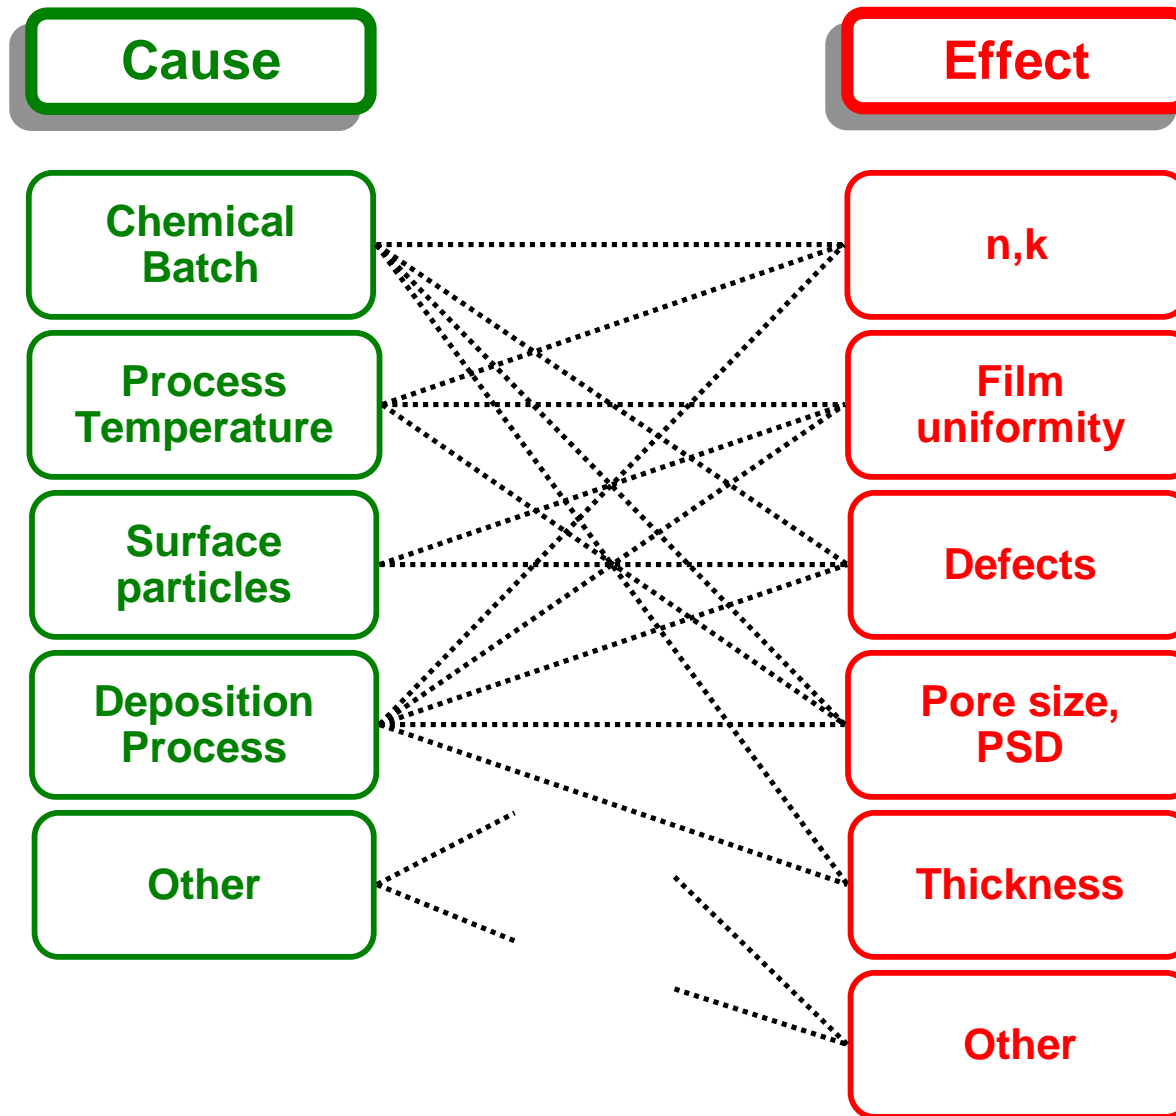 Cause
Effect
Chemical
Batch
n,k
Process
Temperature
Film
uniformity
Surface
particles
Defects
Deposition
Process
Pore size,
PSD
Other
Thickness
Other